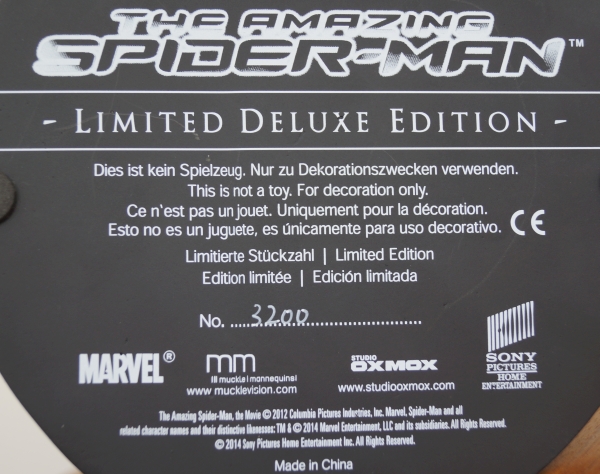 THE AMAZING
SPIDER-MAN™
- LIMITED DELUXE EDITION -
Dies ist kein Spielzeug. Nur zu Dekorationszwecken verwenden.
This is not a toy. For decoration only.
Ce n'est pas un jouet. Uniquement pour la décoration.
Esto no es un juguete, es únicamente para uso decorativo. CE
Limitierte Stückzahl | Limited Edition
Edition limitée | Edición limitada
No. ....3200..............................
MARVEL®
mm
muckle mannequins
www.mucklevision.com
STUDIO
OXMOX
www.studiooxmox.com
SONY
PICTURES
HOME
ENTERTAINMENT
The Amazing Spider-Man, the Movie © 2012 Columbia Pictures Industries, Inc. Marvel, Spider-Man and all
related character names and their distinctive likenesses: TM & © 2014 Marvel Entertainment, LLC and its subsidiaries. All Rights Reserved.
© 2014 Sony Pictures Home Entertainment Inc. All Rights Reserved.
Made in China